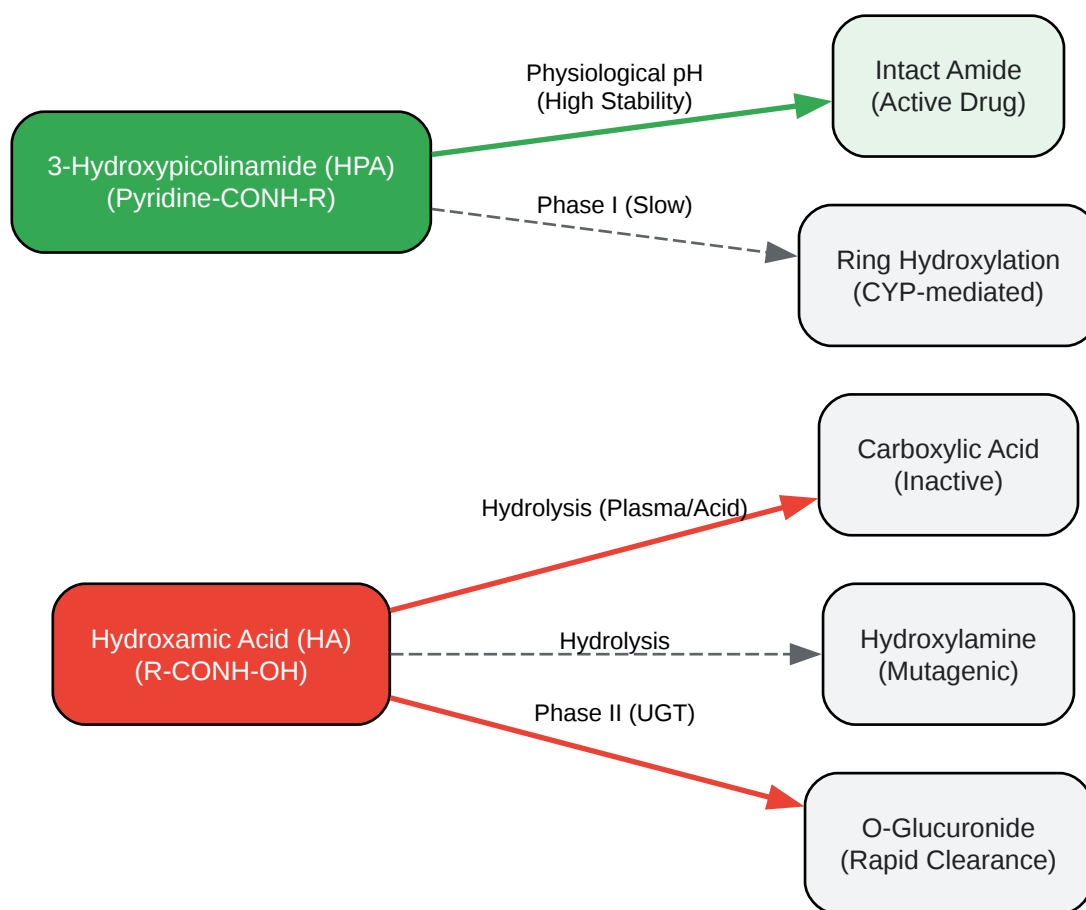 Physiological pH
(High Stability)
Intact Amide
(Active Drug)
3-Hydroxypicolinamide (HPA)
(Pyridine-CONH-R)
Phase I (Slow)
Ring Hydroxylation
(CYP-mediated)
Carboxylic Acid
(Inactive)
Hydrolysis (Plasma/Acid)
Hydroxamic Acid (HA)
(R-CONH-OH)
Hydrolysis
Hydroxylamine
(Mutagenic)
Phase II (UGT)
O-Glucuronide
(Rapid Clearance)